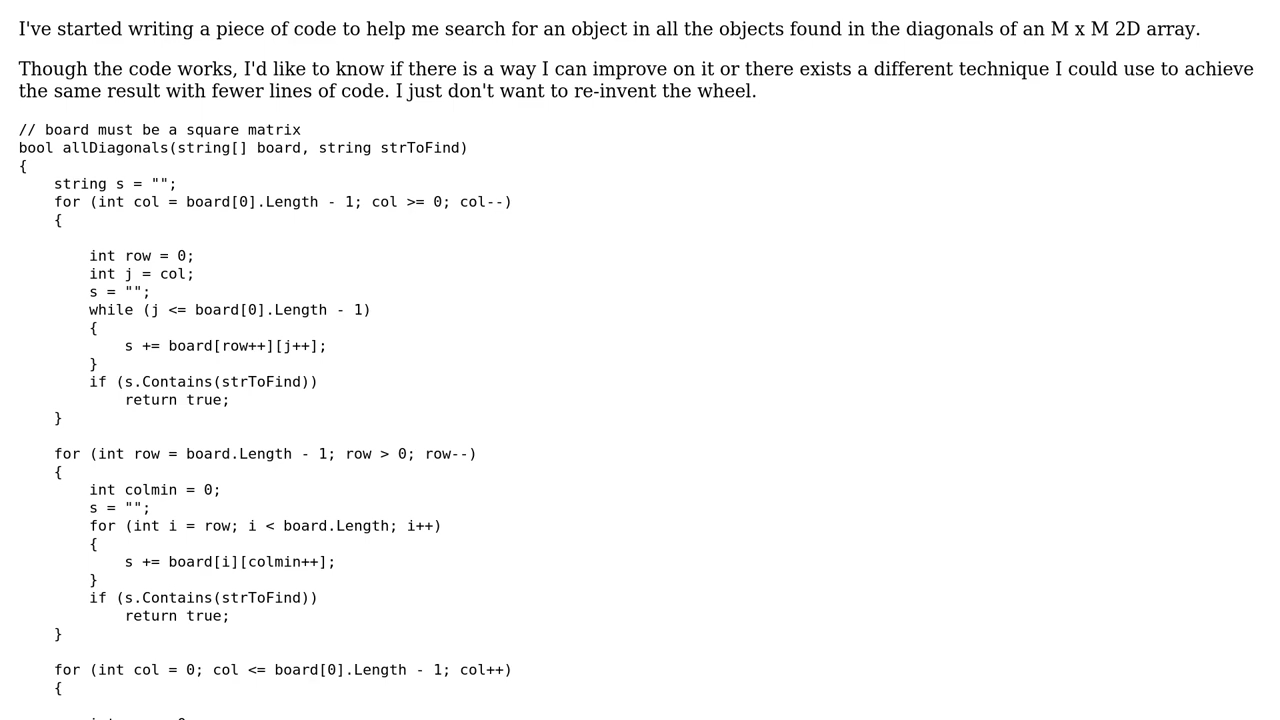 I've started writing a piece of code to help me search for an object in all the objects found in the diagonals of an M x M 2D array.
Though the code works, I'd like to know if there is a way I can improve on it or there exists a different technique I could use to achieve
the same result with fewer lines of code. I just don't want to re-invent the wheel.
// board must be a square matrix
bool allDiagonals(string[] board, string strToFind)
{
    string s = "";
    for (int col = board[0].Length - 1; col >= 0; col--)
    {
        int row = 0;
        int j = col;
        s = "";
        while (j <= board[0].Length - 1)
        {
            s += board[row++][j++];
        }
        if (s.Contains(strToFind))
            return true;
    }
    for (int row = board.Length - 1; row > 0; row--)
    {
        int colmin = 0;
        s = "";
        for (int i = row; i < board.Length; i++)
        {
            s += board[i][colmin++];
        }
        if (s.Contains(strToFind))
            return true;
    }
    for (int col = 0; col <= board[0].Length - 1; col++)
    {